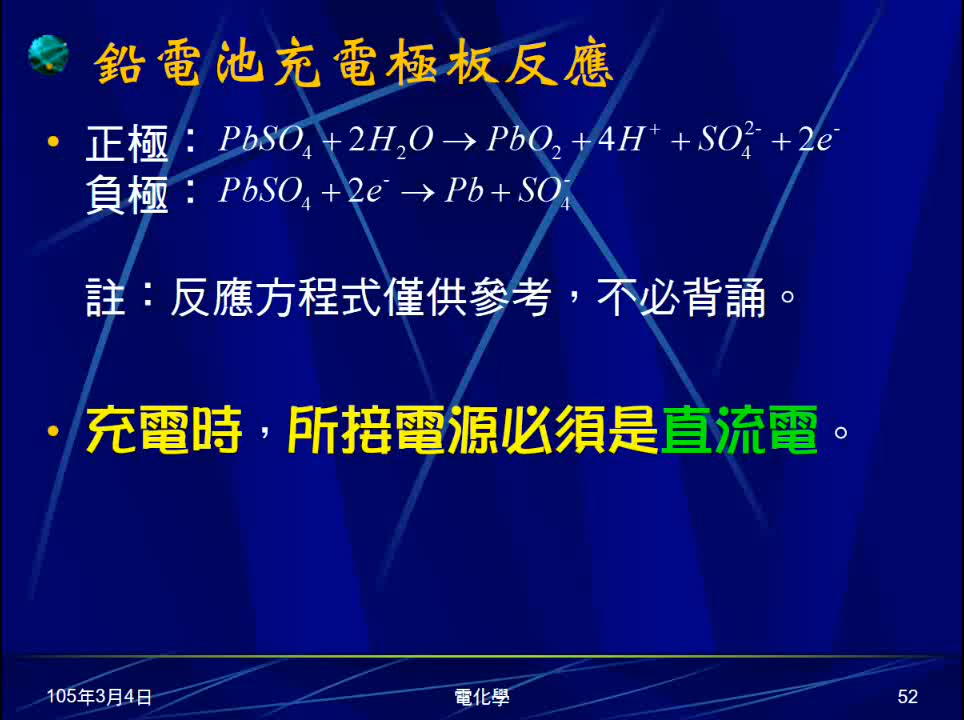 鉛電池充電極板反應
• 正極：PbSO₄ + 2H₂O → PbO₂ + 4H⁺ + SO₄²⁻ + 2e⁻
負極：PbSO₄ + 2e⁻ → Pb + SO₄⁻
註：反應方程式僅供參考，不必背誦。
• 充電時，所接電源必須是直流電。
105年3月4日
電化學
52